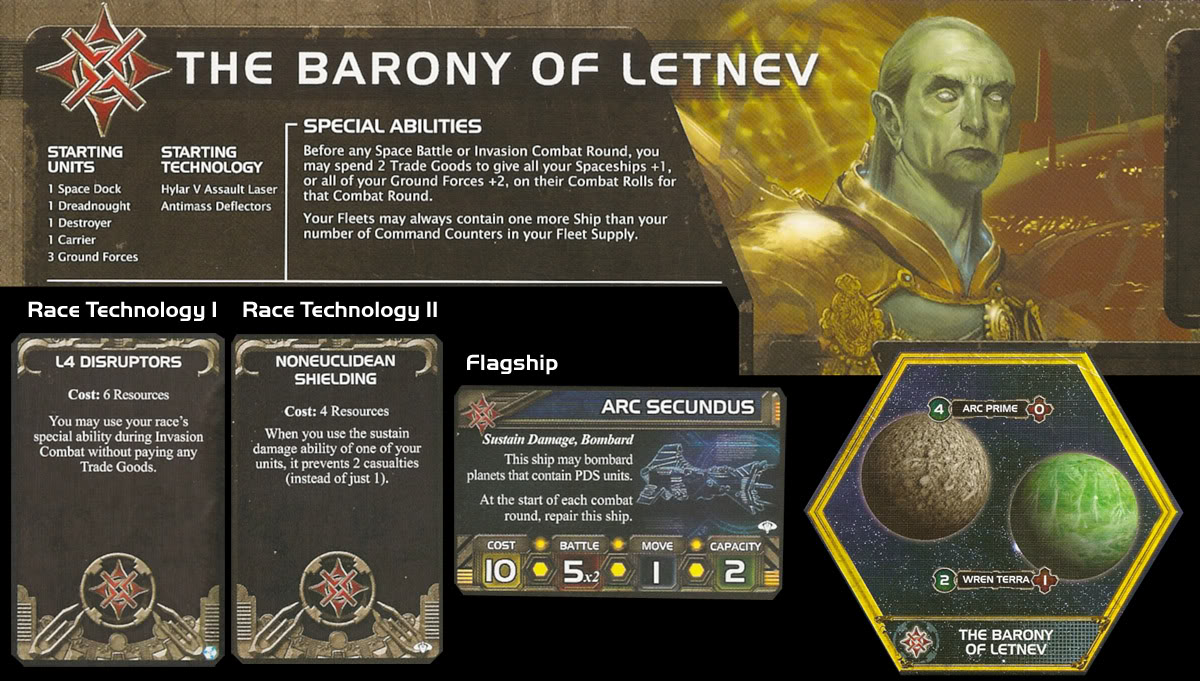 THE BARONY OF LETNEV
STARTING
UNITS
1 Space Dock
1 Dreadnought
1 Destroyer
1 Carrier
3 Ground Forces
STARTING
TECHNOLOGY
Hylar V Assault Laser
Antimass Deflectors
SPECIAL ABILITIES
Before any Space Battle or Invasion Combat Round, you
may spend 2 Trade Goods to give all your Spaceships +1,
or all of your Ground Forces +2, on their Combat Rolls for
that Combat Round.
Your Fleets may always contain one more Ship than your
number of Command Counters in your Fleet Supply.
Race Technology I
L4 DISRUPTORS
Cost: 6 Resources
You may use your race's
special ability during Invasion
Combat without paying any
Trade Goods.
Race Technology II
NONEUCLIDEAN
SHIELDING
Cost: 4 Resources
When you use the sustain
damage ability of one of your
units, it prevents 2 casualties
(instead of just 1).
Flagship
ARC SECUNDUS
Sustain Damage, Bombard
This ship may bombard
planets that contain PDS units.
At the start of each combat
round, repair this ship.
COST BATTLE MOVE CAPACITY
10 5x2 1 2
4 ARC PRIME 0
2 WREN TERRA 1
THE BARONY
OF LETNEV